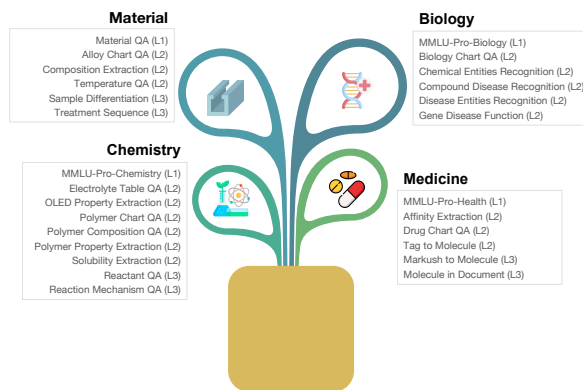 Material
Material QA (L1)
Alloy Chart QA (L2)
Composition Extraction (L2)
Temperature QA (L2)
Sample Differentiation (L3)
Treatment Sequence (L3)
Biology
MMLU-Pro-Biology (L1)
Biology Chart QA (L2)
Chemical Entities Recognition (L2)
Compound Disease Recognition (L2)
Disease Entities Recognition (L2)
Gene Disease Function (L2)
Chemistry
MMLU-Pro-Chemistry (L1)
Electrolyte Table QA (L2)
OLED Property Extraction (L2)
Polymer Chart QA (L2)
Polymer Composition QA (L2)
Polymer Property Extraction (L2)
Solubility Extraction (L2)
Reactant QA (L3)
Reaction Mechanism QA (L3)
Medicine
MMLU-Pro-Health (L1)
Affinity Extraction (L2)
Drug Chart QA (L2)
Tag to Molecule (L2)
Markush to Molecule (L3)
Molecule in Document (L3)